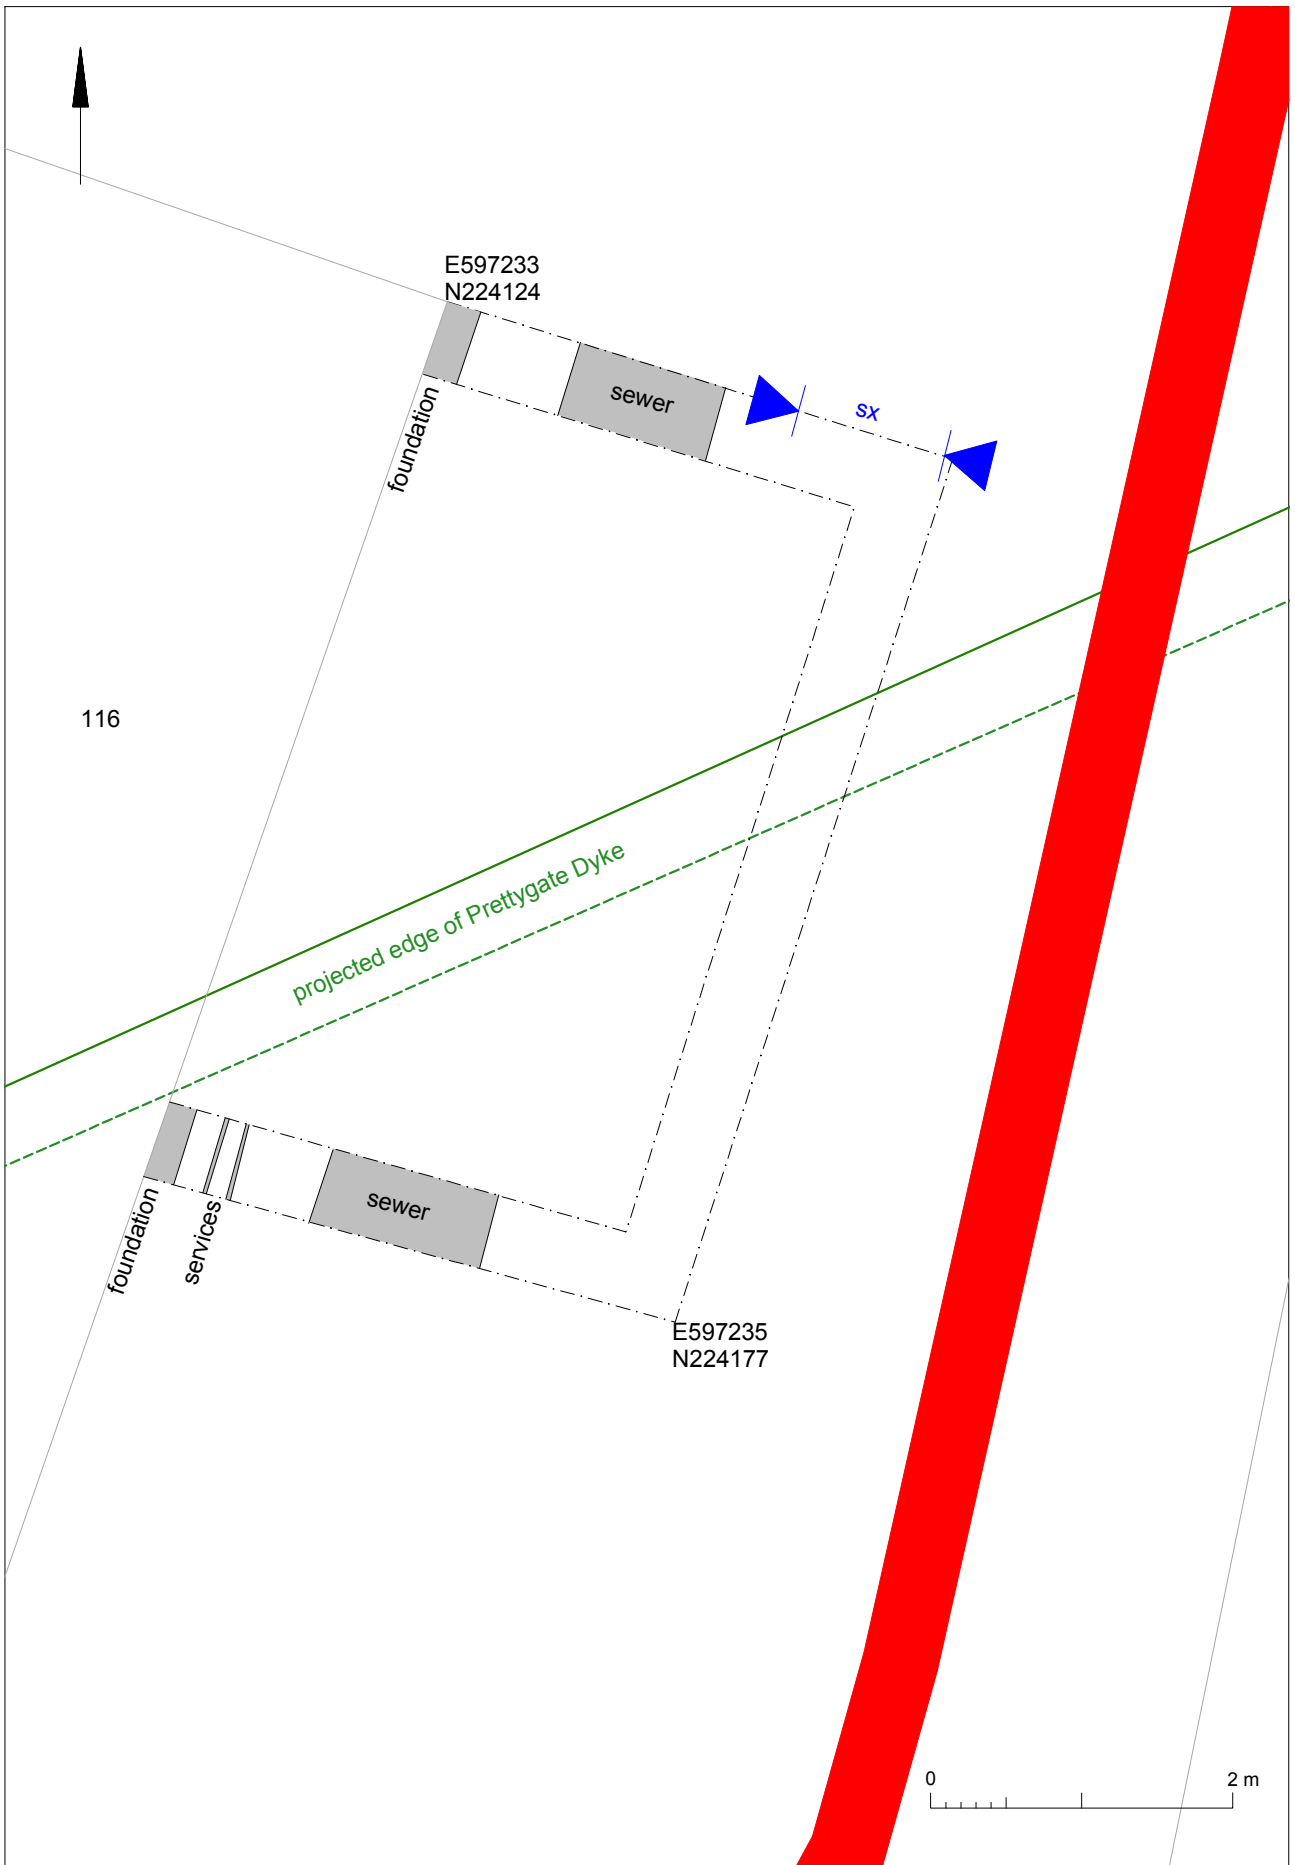 E597233
N224124
sewer
sx
foundation
116
projected edge of Prettygate Dyke
sewer
foundation
services
E597235
N224177
0
2 m